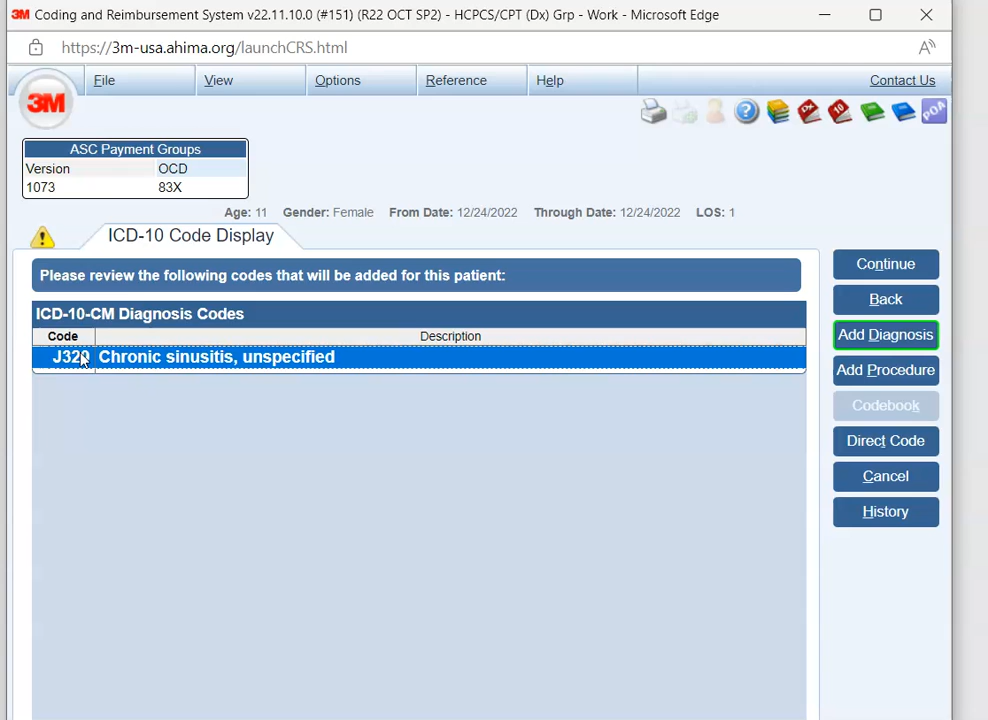 3M Coding and Reimbursement System v22.11.10.0 (#151) (R22 OCT SP2) - HCPCS/CPT (Dx) Grp - Work - Microsoft Edge
https://3m-usa.ahima.org/launchCRS.html
3M File View Options Reference Help Contact Us
POA
ASC Payment Groups
Version OCD
1073 83X
Age: 11 Gender: Female From Date: 12/24/2022 Through Date: 12/24/2022 LOS: 1
ICD-10 Code Display
Please review the following codes that will be added for this patient:
ICD-10-CM Diagnosis Codes
Code Description
Chronic sinusitis, unspecified
Continue
Back
Add Diagnosis
Add Procedure
Codebook
Direct Code
Cancel
History